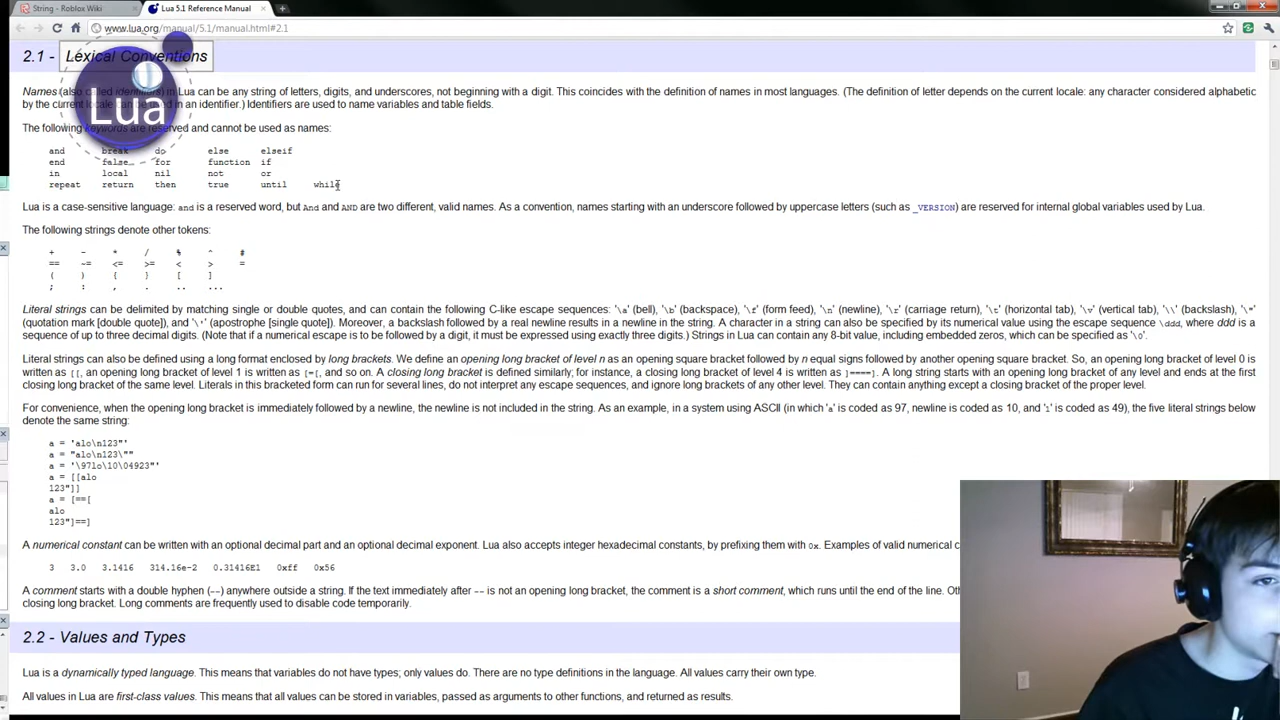 String - Roblox Wiki
Lua 5.1 Reference Manual
www.lua.org/manual/5.1/manual.html#2.1
2.1 - Lexical Conventions
Lua
Names (also called identifiers) in Lua can be any string of letters, digits, and underscores, not beginning with a digit. This coincides with the definition of names in most languages. (The definition of letter depends on the current locale: any character considered alphabetic
by the current locale can be used in an identifier.) Identifiers are used to name variables and table fields.
The following keywords are reserved and cannot be used as names:
and break do else elseif
end false for function if
in local nil not or
repeat return then true until while
Lua is a case-sensitive language: and is a reserved word, but And and AND are two different, valid names. As a convention, names starting with an underscore followed by uppercase letters (such as _VERSION) are reserved for internal global variables used by Lua.
The following strings denote other tokens:
+ - * / % ^ #
== ~= <= >= < > =
( ) { } [ ]
; : , . .. ...
Literal strings can be delimited by matching single or double quotes, and can contain the following C-like escape sequences: '\a' (bell), '\b' (backspace), '\f' (form feed), '\n' (newline), '\r' (carriage return), '\t' (horizontal tab), '\v' (vertical tab), '\\' (backslash), '\"'
(quotation mark [double quote]), and '\'' (apostrophe [single quote]). Moreover, a backslash followed by a real newline results in a newline in the string. A character in a string can also be specified by its numerical value using the escape sequence \ddd, where ddd is a
sequence of up to three decimal digits. (Note that if a numerical escape is to be followed by a digit, it must be expressed using exactly three digits.) Strings in Lua can contain any 8-bit value, including embedded zeros, which can be specified as '\0'.
Literal strings can also be defined using a long format enclosed by long brackets. We define an opening long bracket of level n as an opening square bracket followed by n equal signs followed by another opening square bracket. So, an opening long bracket of level 0 is
written as [[, an opening long bracket of level 1 is written as [=[, and so on. A closing long bracket is defined similarly; for instance, a closing long bracket of level 4 is written as ]====]. A long string starts with an opening long bracket of any level and ends at the first
closing long bracket of the same level. Literals in this bracketed form can run for several lines, do not interpret any escape sequences, and ignore long brackets of any other level. They can contain anything except a closing bracket of the proper level.
For convenience, when the opening long bracket is immediately followed by a newline, the newline is not included in the string. As an example, in a system using ASCII (in which 'a' is coded as 97, newline is coded as 10, and '1' is coded as 49), the five literal strings below
denote the same string:
a = 'alo\n123"'
a = "alo\n123\""
a = '\97lo\10\04923"'
a = [[alo
123"]]
a = [==[
alo
123"]==]
A numerical constant can be written with an optional decimal part and an optional decimal exponent. Lua also accepts integer hexadecimal constants, by prefixing them with 0x. Examples of valid numerical c
3 3.0 3.1416 314.16e-2 0.31416E1 0xff 0x56
A comment starts with a double hyphen (--) anywhere outside a string. If the text immediately after -- is not an opening long bracket, the comment is a short comment, which runs until the end of the line. Ot
closing long bracket. Long comments are frequently used to disable code temporarily.
2.2 - Values and Types
Lua is a dynamically typed language. This means that variables do not have types; only values do. There are no type definitions in the language. All values carry their own type.
All values in Lua are first-class values. This means that all values can be stored in variables, passed as arguments to other functions, and returned as results.